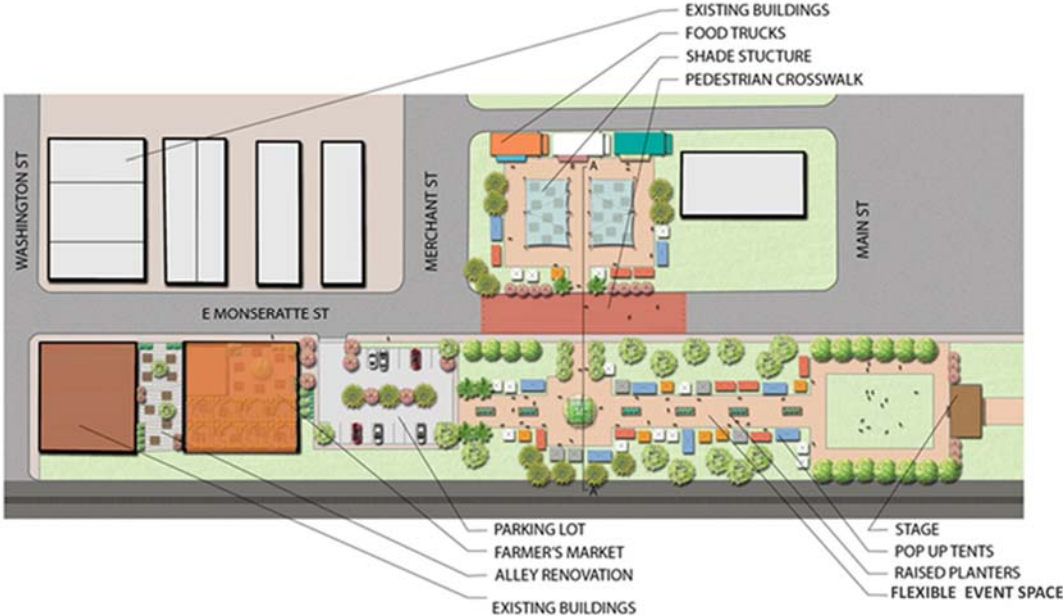 EXISTING BUILDINGS
FOOD TRUCKS
SHADE STUCTURE
PEDESTRIAN CROSSWALK
WASHINGTON ST
MERCHANT ST
MAIN ST
A
E MONSERATTE ST
A
PARKING LOT
FARMER'S MARKET
ALLEY RENOVATION
EXISTING BUILDINGS
STAGE
POP UP TENTS
RAISED PLANTERS
FLEXIBLE EVENT SPACE